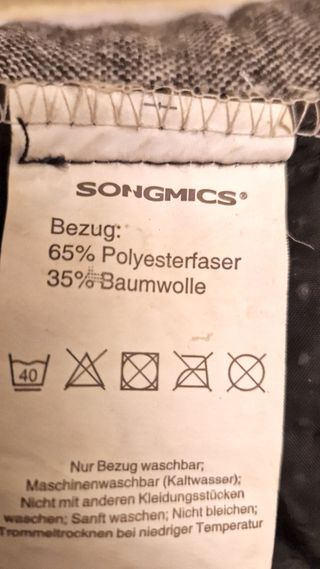 SONGMICS®
Bezug:
65% Polyesterfaser
35% Baumwolle
40
Nur Bezug waschbar;
Maschinenwaschbar (Kaltwasser);
Nicht mit anderen Kleidungsstücken
waschen; Sanft waschen; Nicht bleichen;
Trommeltrocknen bei niedriger Temperatur